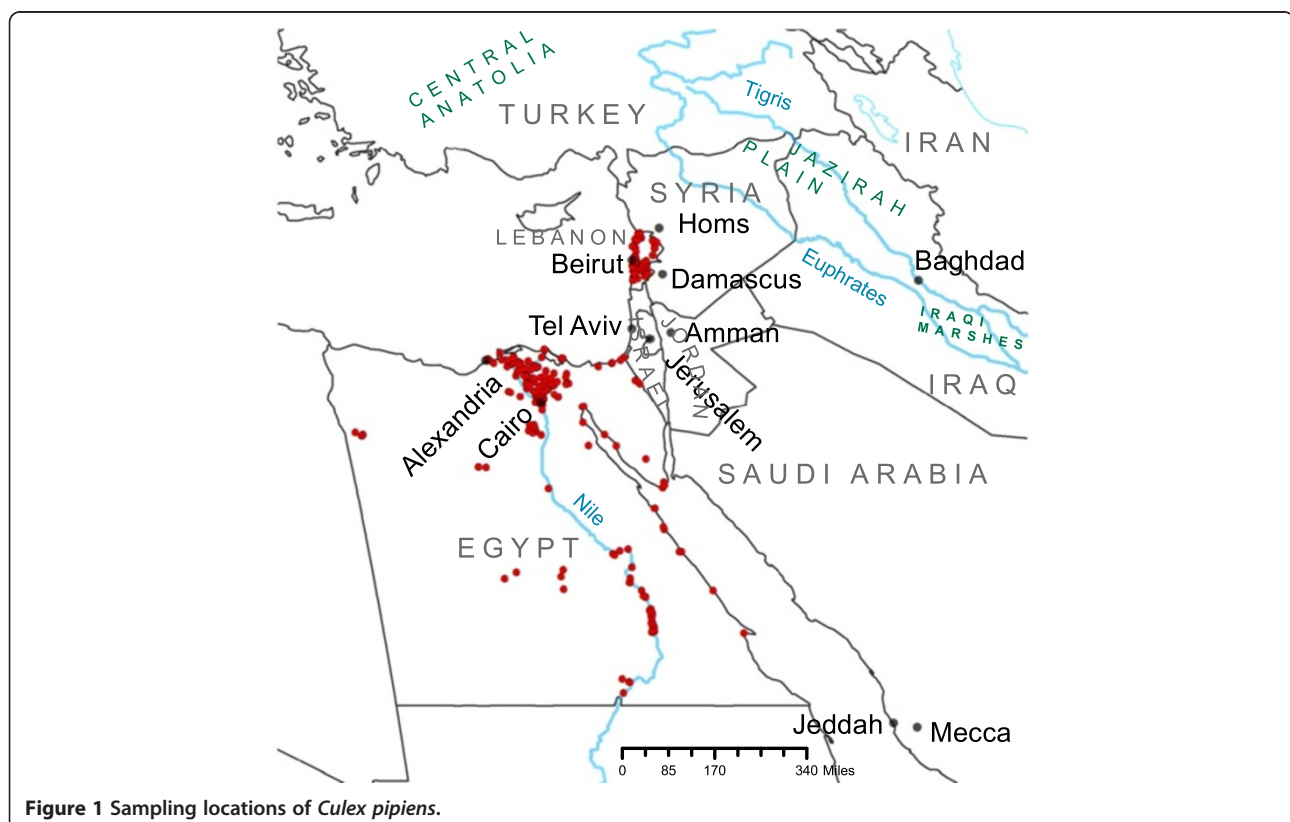 CENTRAL
ANATOLIA
TURKEY
Tigris
IRAN
JAZIRAH
PLAIN
SYRIA
Homs
LEBANON
Beirut
Damascus
Euphrates
Baghdad
IRAQI
MARSHES
Tel Aviv
Amman
ISRAEL
JORDAN
Jerusalem
IRAQ
Alexandria
Cairo
SAUDI ARABIA
Nile
EGYPT
Jeddah
Mecca
0 85 170 340 Miles
Figure 1 Sampling locations of Culex pipiens.